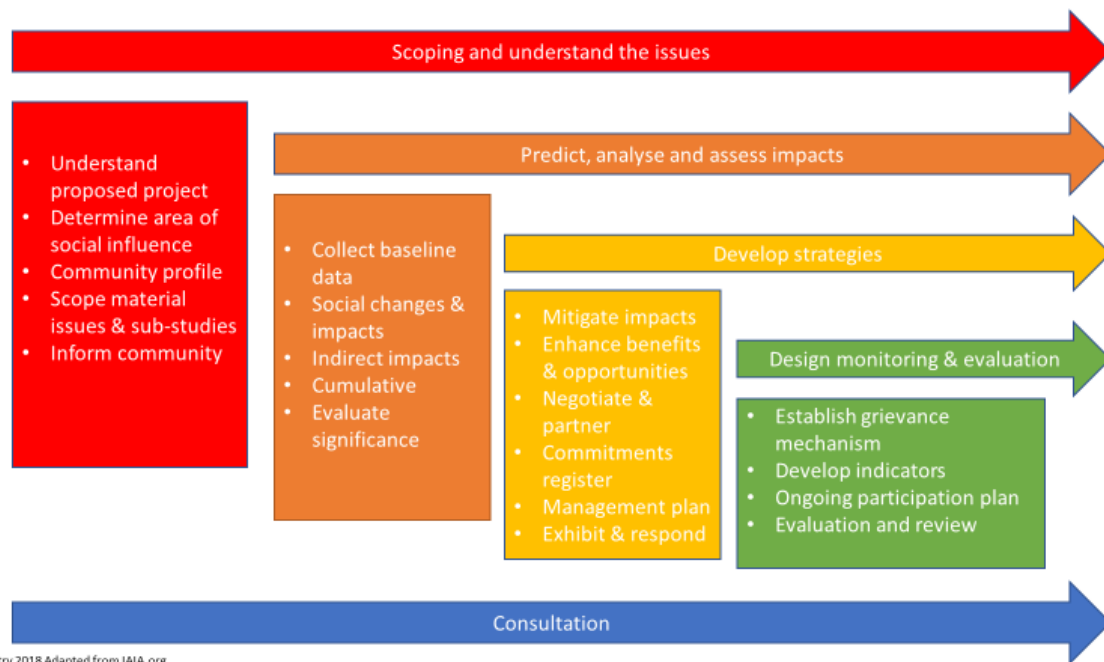 Scoping and understand the issues
• Understand
proposed project
• Determine area of
social influence
• Community profile
• Scope material
issues & sub-studies
• Inform community
Predict, analyse and assess impacts
• Collect baseline
data
• Social changes &
impacts
• Indirect impacts
• Cumulative
• Evaluate
significance
Develop strategies
• Mitigate impacts
• Enhance benefits
& opportunities
• Negotiate &
partner
• Commitments
register
• Management plan
• Exhibit & respond
Design monitoring & evaluation
• Establish grievance
mechanism
• Develop indicators
• Ongoing participation plan
• Evaluation and review
Consultation
2018 Adapted from IAIA.org